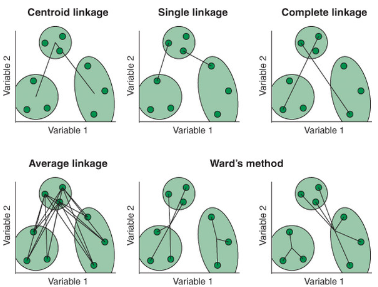 Centroid linkage
Single linkage
Complete linkage
Variable 2
Variable 1
Variable 2
Variable 1
Variable 2
Variable 1
Average linkage
Ward's method
Variable 2
Variable 1
Variable 2
Variable 1
Variable 2
Variable 1